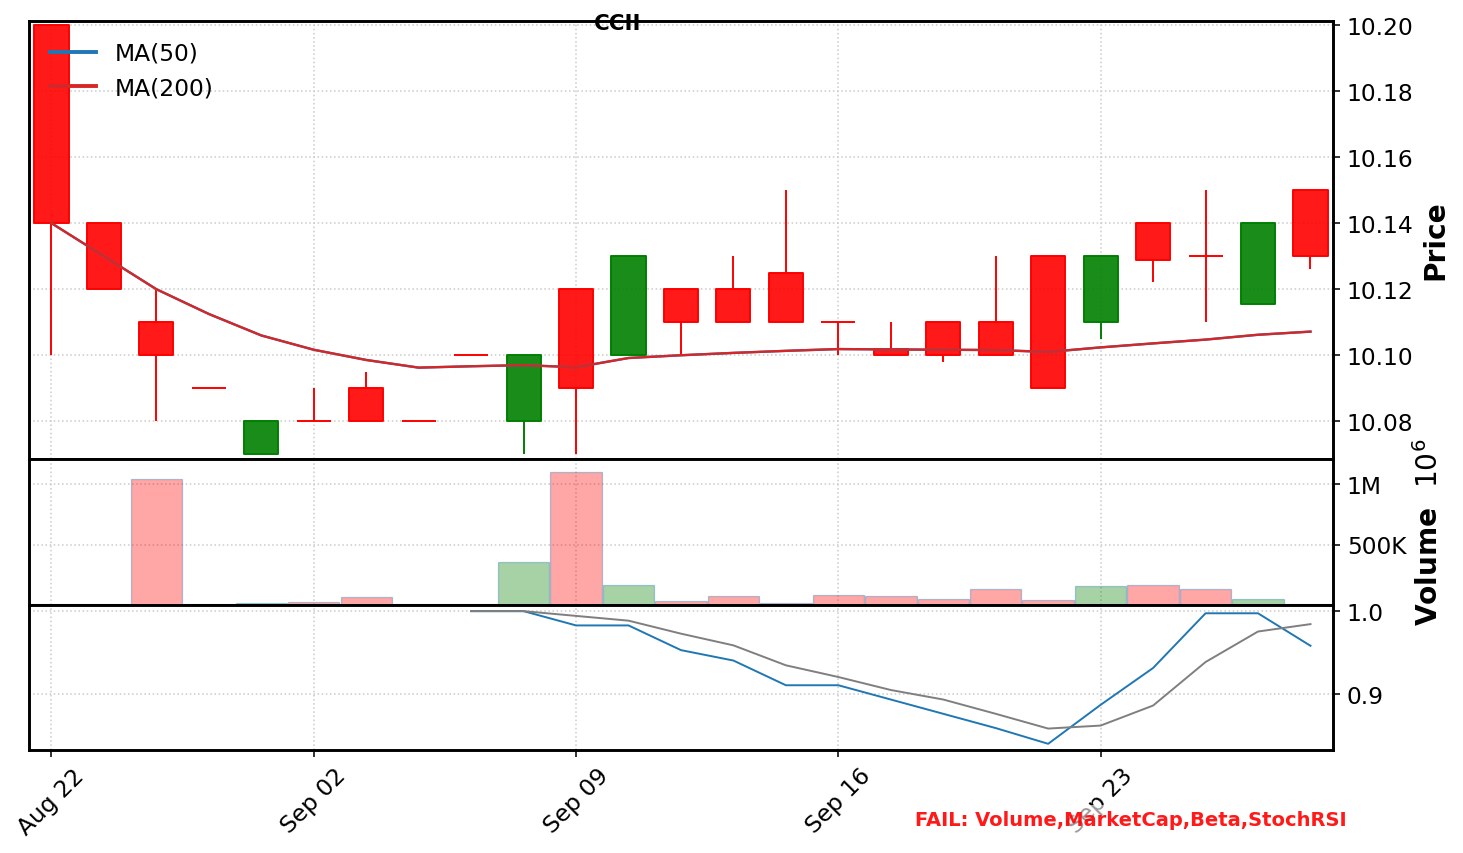 CCII
MA(50)
MA(200)
10.20
10.18
10.16
10.14
10.12
10.10
10.08
Price
1M
500K
Volume 10^6
1.0
0.9
Aug 22
Sep 02
Sep 09
Sep 16
Sep 23
FAIL: Volume,MarketCap,Beta,StochRSI